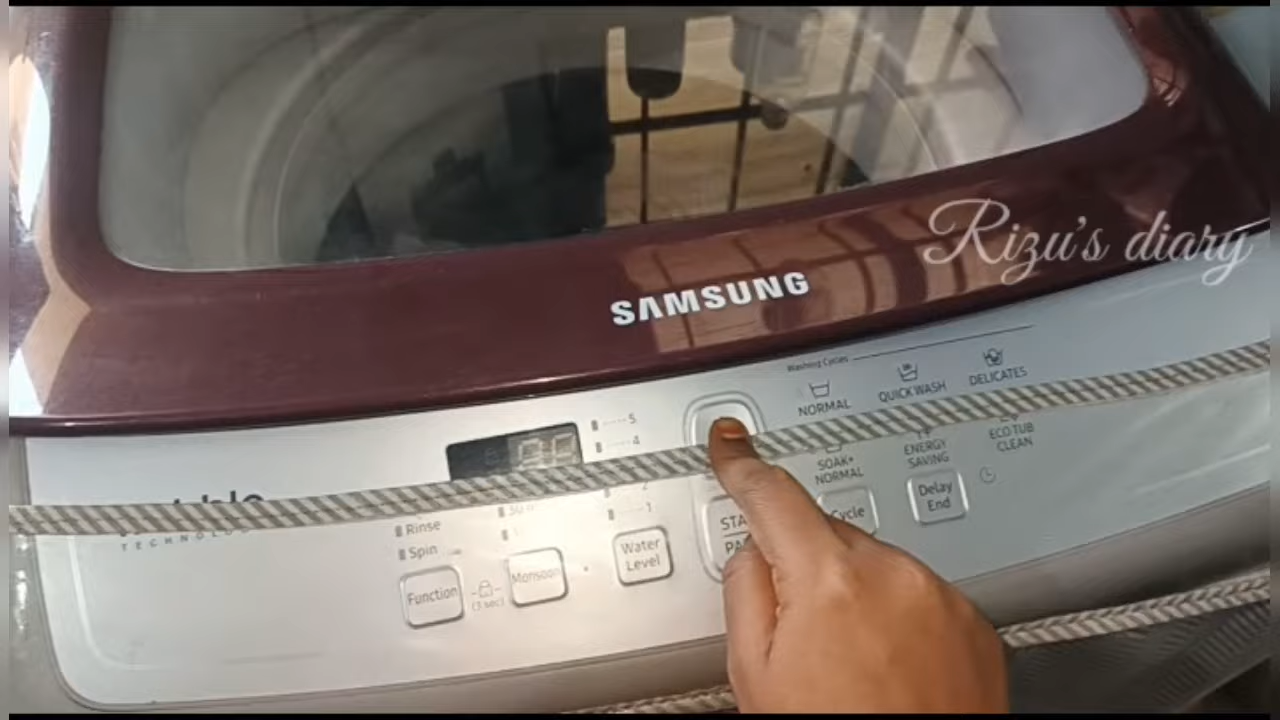 Rizu's diary
SAMSUNG
Washing Cycles
NORMAL
QUICK WASH
DELICATES
5
4
2
1
SOAK+
NORMAL
ENERGY
SAVING
ECO TUB
CLEAN
Rinse
Spin
Function
(3 sec)
Monsoon
Water
Level
Cycle
Delay
End